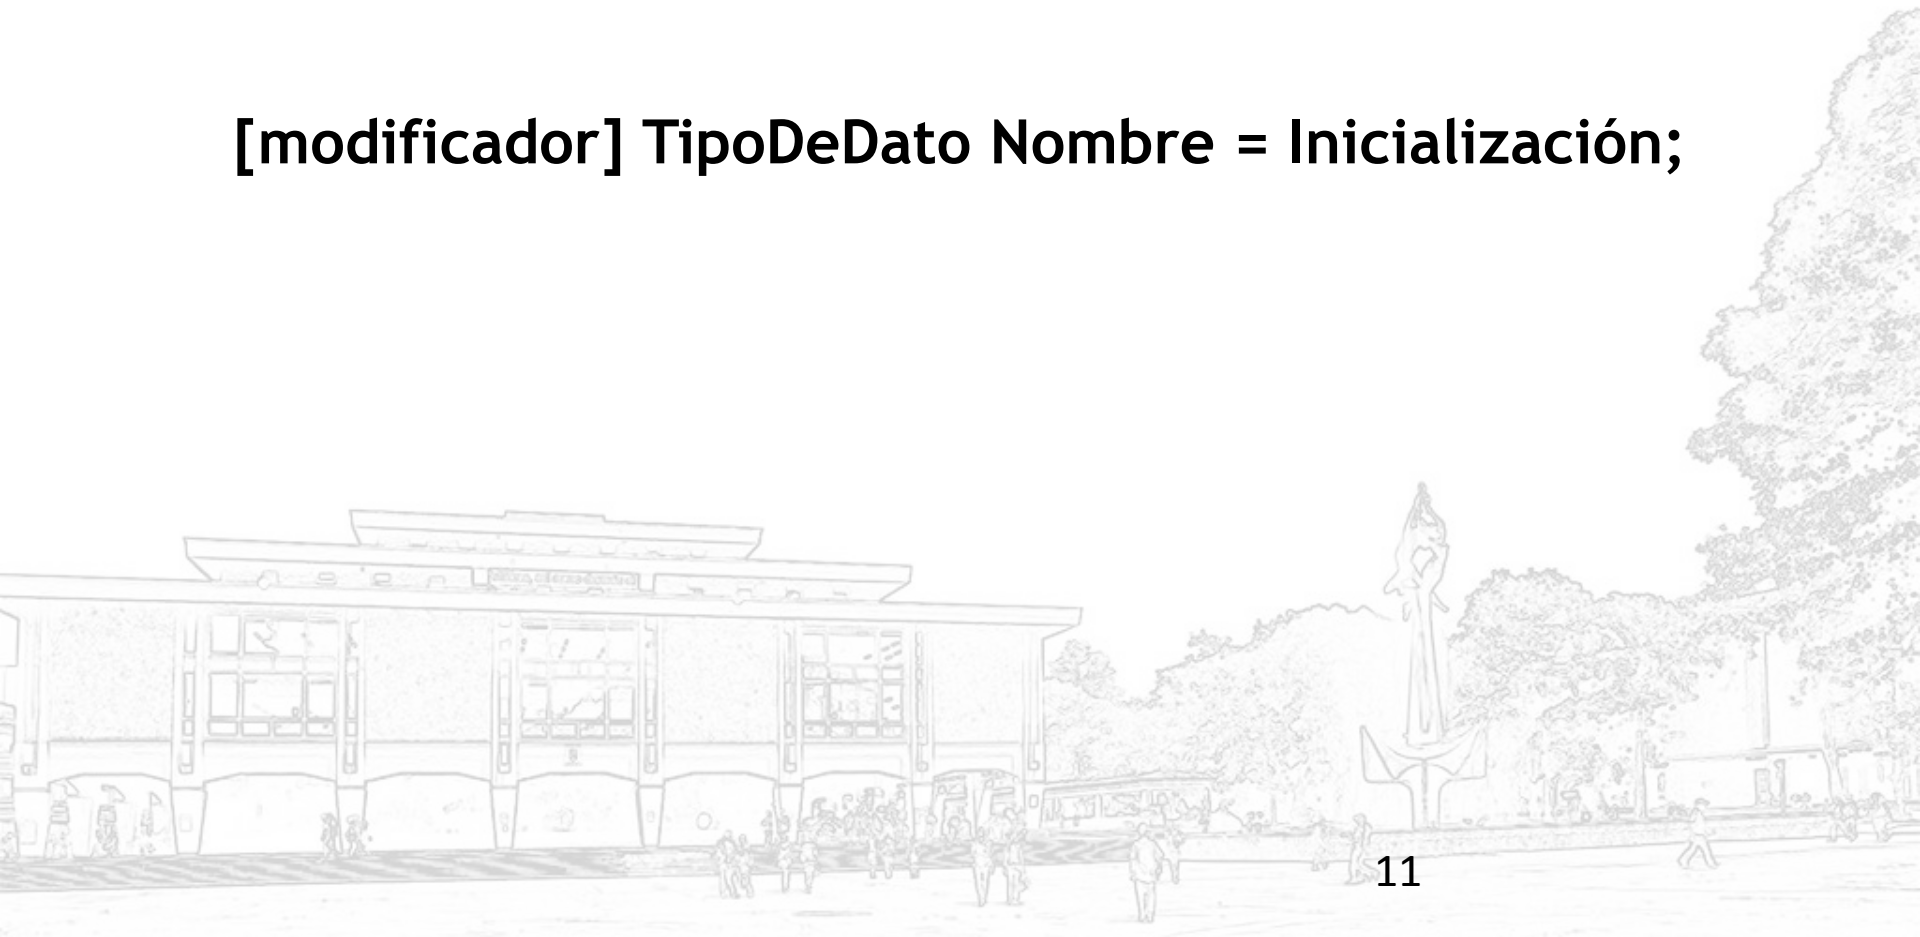 [modificador] TipoDeDato Nombre = Inicialización;
11